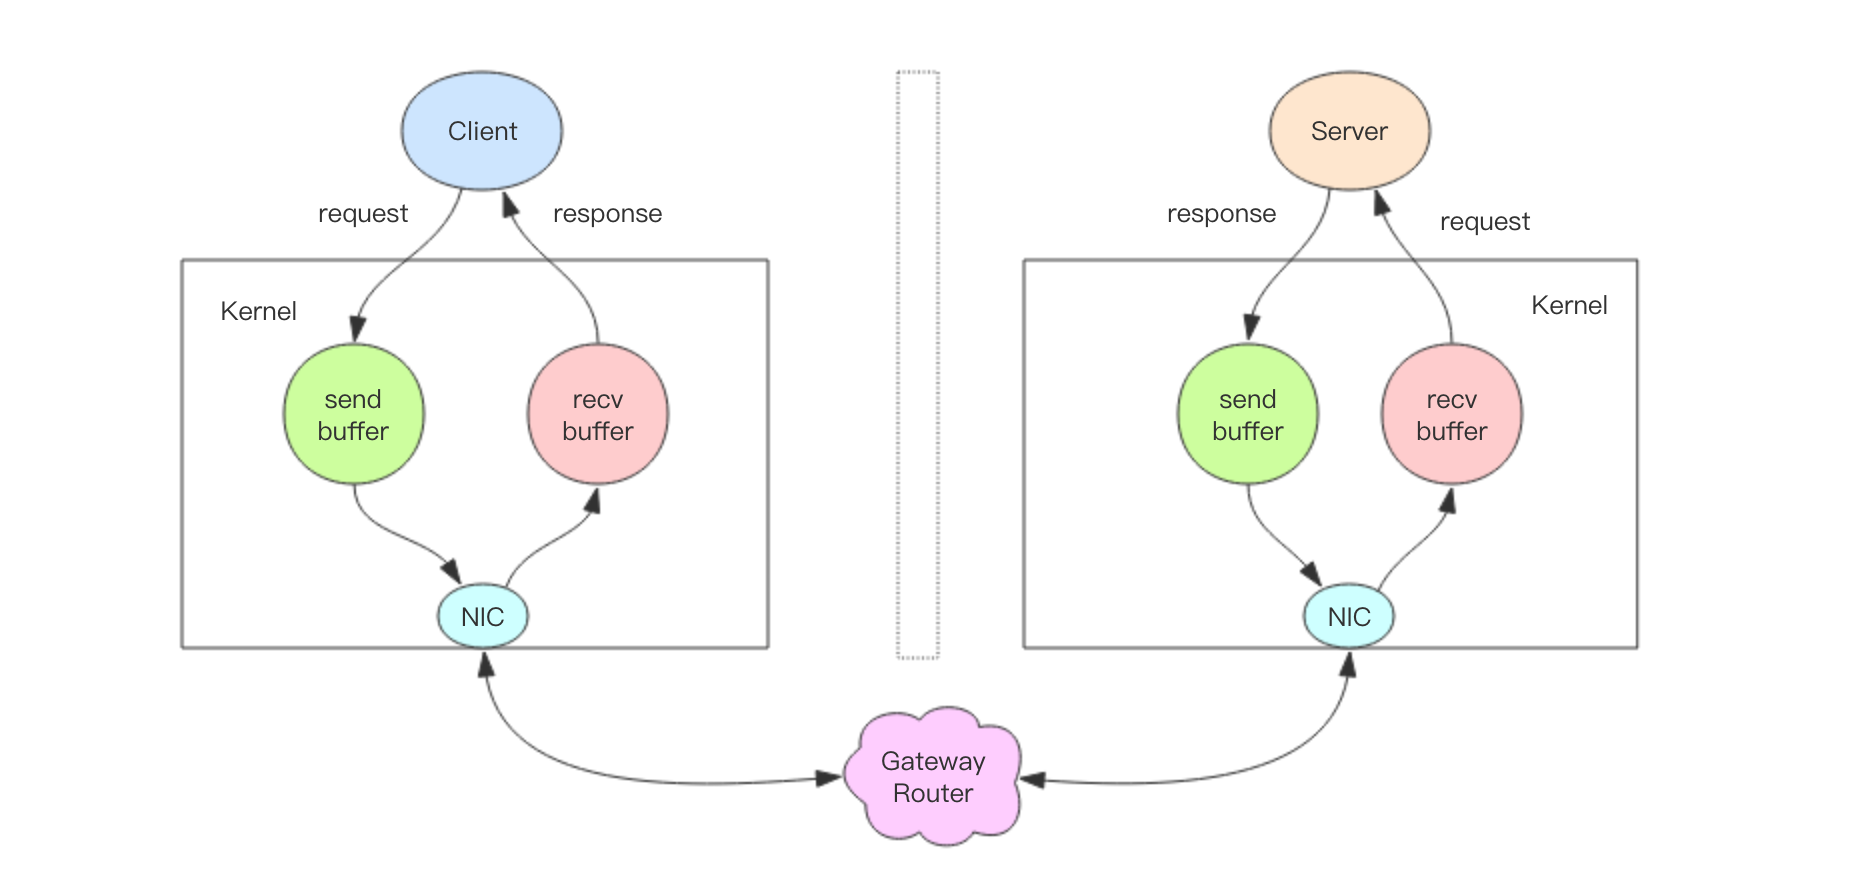 Client
Server
request
response
response
request
Kernel
Kernel
send
buffer
recv
buffer
send
buffer
recv
buffer
NIC
NIC
Gateway
Router